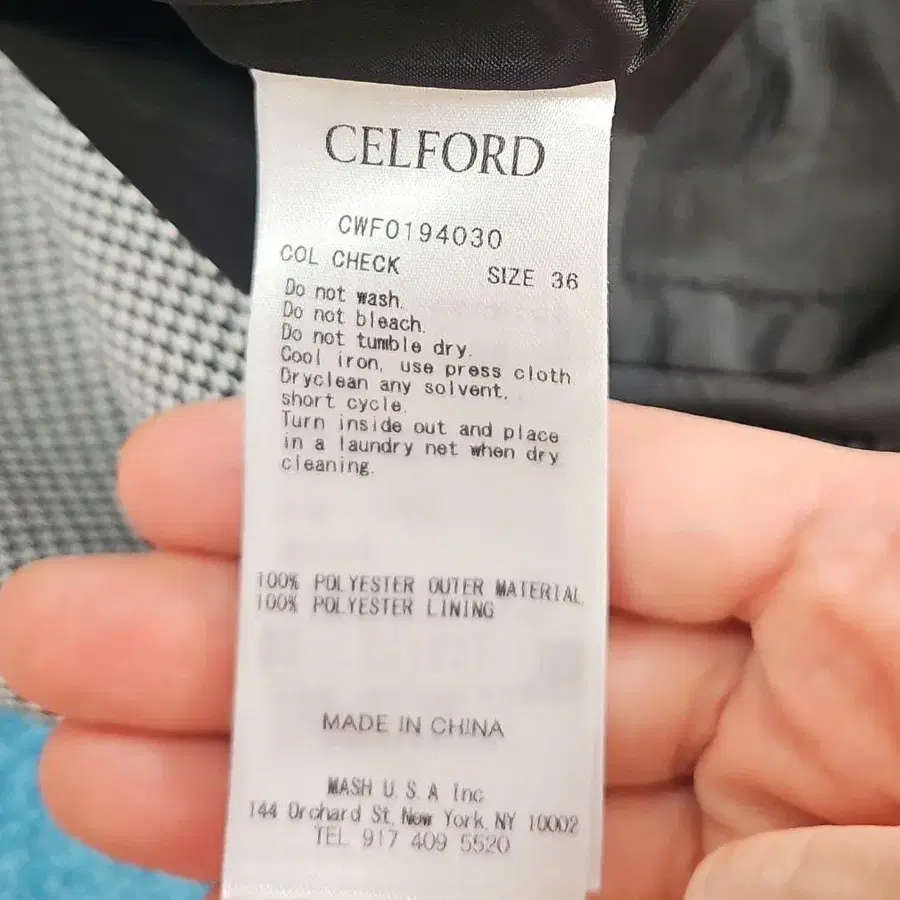 CELFORD
CWFO194030
COL CHECK SIZE 36
Do not wash.
Do not bleach.
Do not tumble dry.
Cool iron, use press cloth
Dryclean any solvent,
short cycle.
Turn inside out and place
in a laundry net when dry
cleaning.
100% POLYESTER OUTER MATERIAL
100% POLYESTER LINING
MADE IN CHINA
MASH U.S.A Inc
144 Orchard St, New York, NY 10002
TEL 917 409 5520